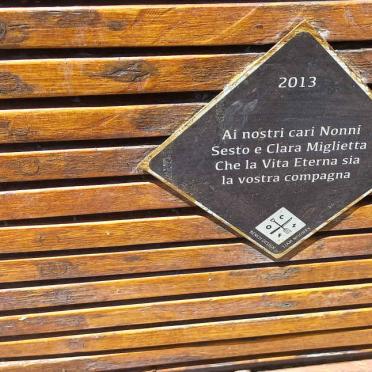 2013
Ai nostri cari Nonni
Sesto e Clara Miglietta
Che la Vita Eterna sia
la vostra compagna